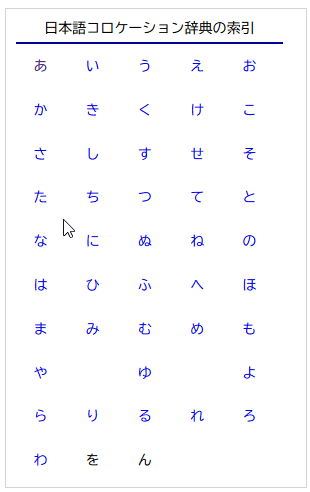 日本語コロケーション辞典の索引
あ い う え お
か き く け こ
さ し す せ そ
た ち つ て と
な に ぬ ね の
は ひ ふ へ ほ
ま み む め も
や ゆ よ
ら り る れ ろ
わ を ん